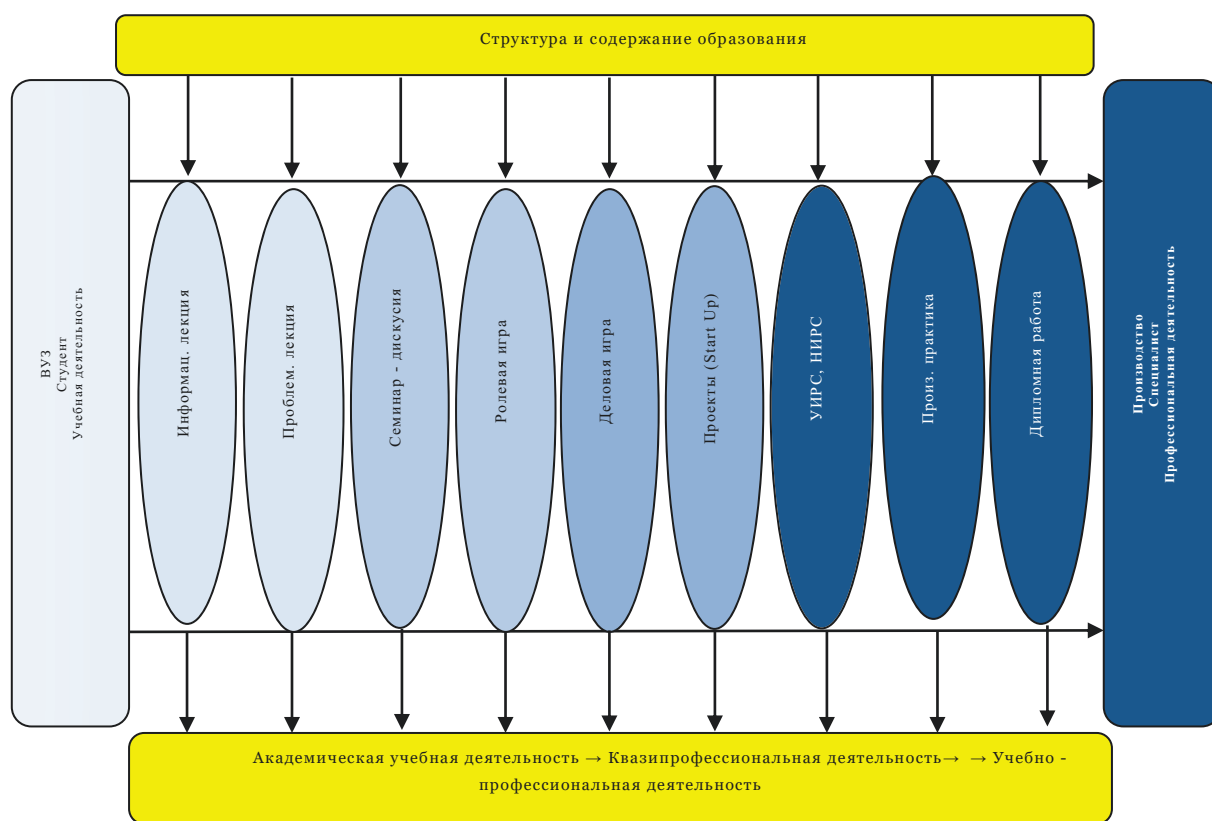 Структура и содержание образования
ВУЗ
Студент
Учебная деятельность
Информац. лекция
Проблем. лекция
Семинар - дискусия
Ролевая игра
Деловая игра
Проекты (Start Up)
УИРС, НИРС
Произ. практика
Дипломная работа
Производство
Специалист
Профессиональная деятельность
Академическая учебная деятельность → Квазипрофессиональная деятельность→ → Учебно -
профессиональная деятельность